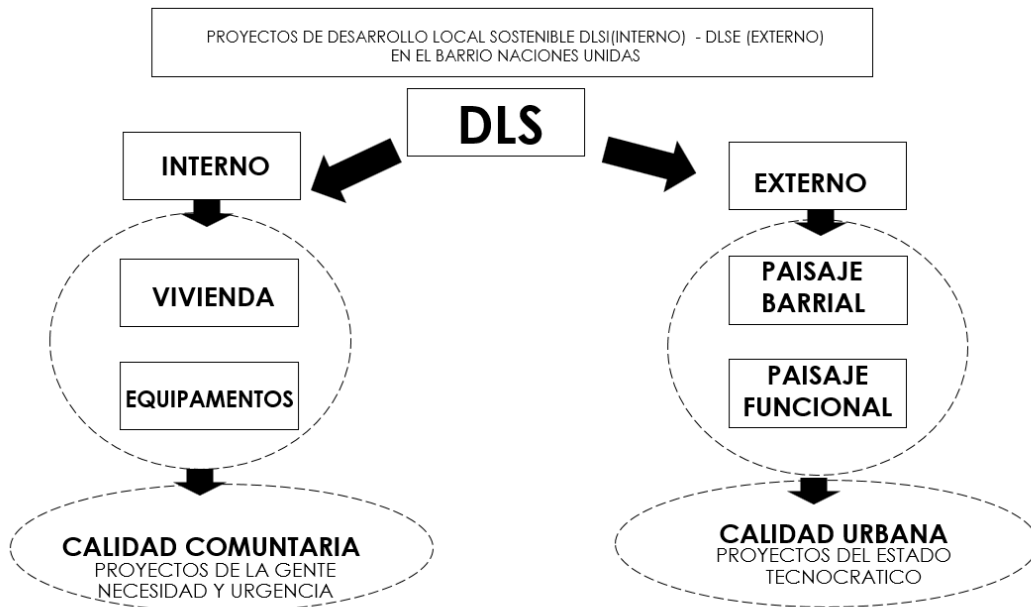 PROYECTOS DE DESARROLLO LOCAL SOSTENIBLE DLSI(INTERNO) - DLSE (EXTERNO)
EN EL BARRIO NACIONES UNIDAS
DLS
INTERNO
EXTERNO
VIVIENDA
EQUIPAMENTOS
PAISAJE
BARRIAL
PAISAJE
FUNCIONAL
CALIDAD COMUNTARIA
PROYECTOS DE LA GENTE
NECESIDAD Y URGENCIA
CALIDAD URBANA
PROYECTOS DEL ESTADO
TECNOCRATICO